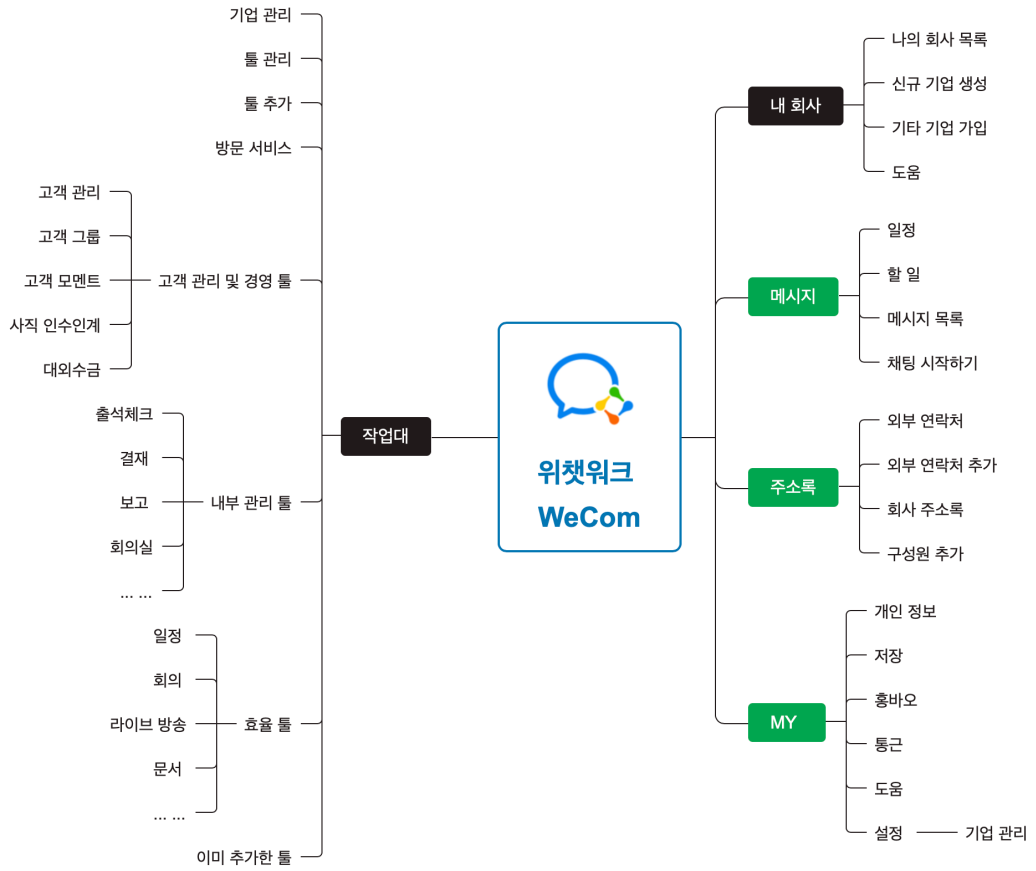 위챗워크
WeCom
작업대
기업 관리
툴 관리
툴 추가
방문 서비스
고객 관리 및 경영 툴
고객 관리
고객 그룹
고객 모멘트
사직 인수인계
대외수금
내부 관리 툴
출석체크
결재
보고
회의실
... ...
효율 툴
일정
회의
라이브 방송
문서
... ...
이미 추가한 툴
내 회사
나의 회사 목록
신규 기업 생성
기타 기업 가입
도움
메시지
일정
할 일
메시지 목록
채팅 시작하기
주소록
외부 연락처
외부 연락처 추가
회사 주소록
구성원 추가
MY
개인 정보
저장
홍바오
통근
도움
설정
기업 관리